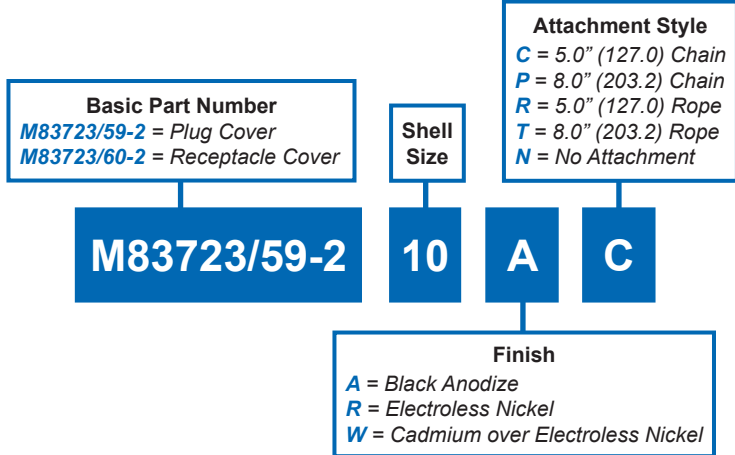 Attachment Style
C = 5.0” (127.0) Chain
P = 8.0” (203.2) Chain
R = 5.0” (127.0) Rope
T = 8.0” (203.2) Rope
N = No Attachment
Basic Part Number
M83723/59-2 = Plug Cover
M83723/60-2 = Receptacle Cover
Shell
Size
M83723/59-2 10 A C
Finish
A = Black Anodize
R = Electroless Nickel
W = Cadmium over Electroless Nickel